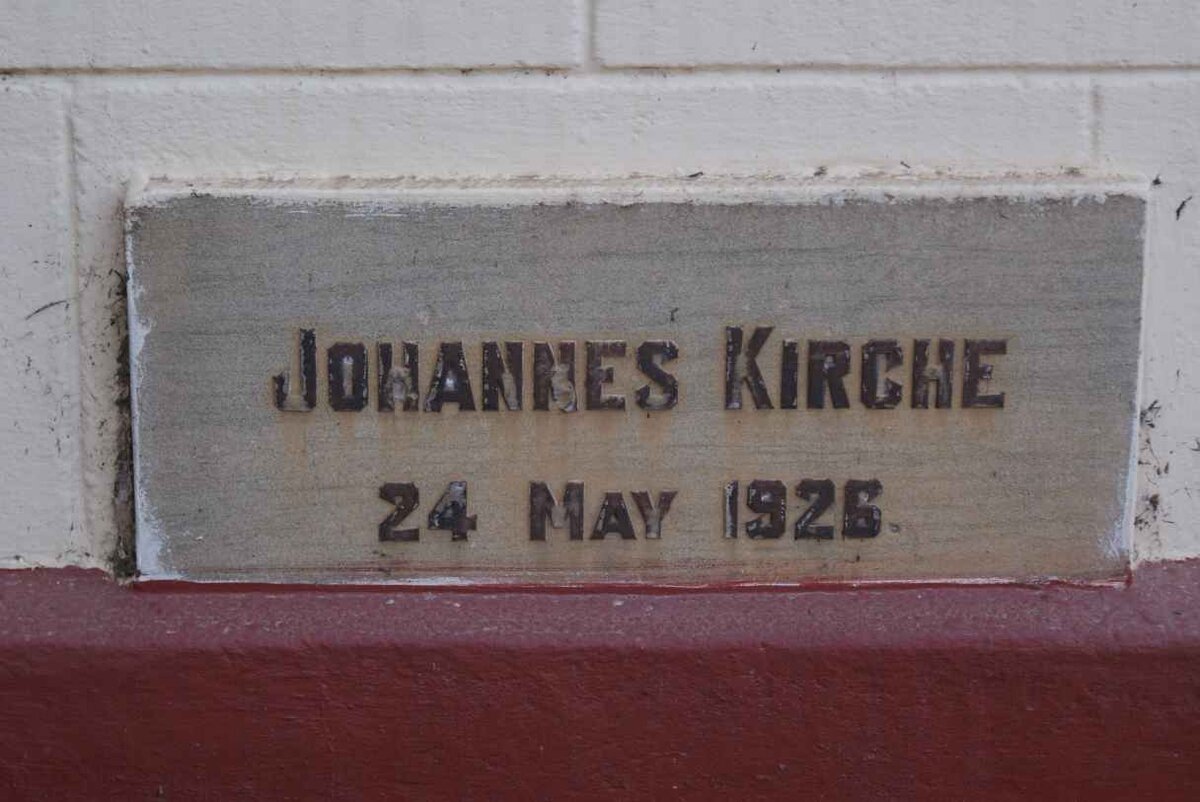 Johannes Kirche
24 May 1926.